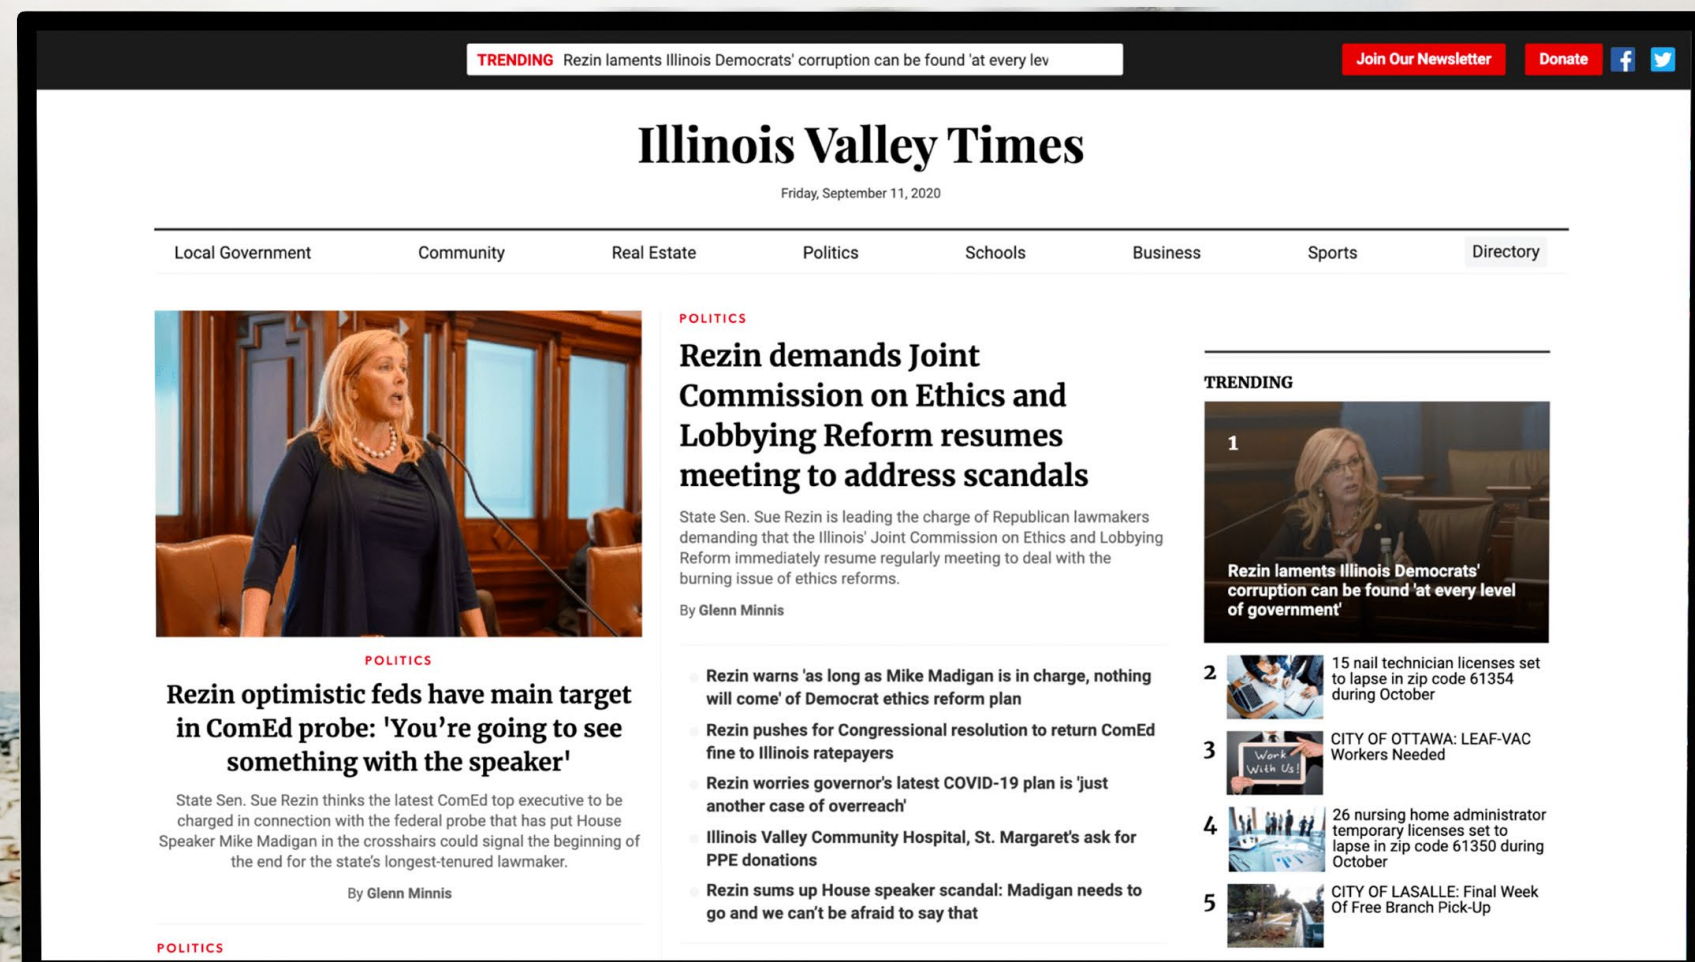 TRENDING Rezin laments Illinois Democrats' corruption can be found 'at every lev
Join Our Newsletter
Donate
Illinois Valley Times
Friday, September 11, 2020
Local Government
Community
Real Estate
Politics
Schools
Business
Sports
Directory
POLITICS
Rezin optimistic feds have main target
in ComEd probe: 'You’re going to see
something with the speaker'
State Sen. Sue Rezin thinks the latest ComEd top executive to be
charged in connection with the federal probe that has put House
Speaker Mike Madigan in the crosshairs could signal the beginning of
the end for the state’s longest-tenured lawmaker.
By Glenn Minnis
POLITICS
POLITICS
Rezin demands Joint
Commission on Ethics and
Lobbying Reform resumes
meeting to address scandals
State Sen. Sue Rezin is leading the charge of Republican lawmakers
demanding that the Illinois' Joint Commission on Ethics and Lobbying
Reform immediately resume regularly meeting to deal with the
burning issue of ethics reforms.
By Glenn Minnis
Rezin warns 'as long as Mike Madigan is in charge, nothing
will come' of Democrat ethics reform plan
Rezin pushes for Congressional resolution to return ComEd
fine to Illinois ratepayers
Rezin worries governor's latest COVID-19 plan is 'just
another case of overreach'
Illinois Valley Community Hospital, St. Margaret's ask for
PPE donations
Rezin sums up House speaker scandal: Madigan needs to
go and we can’t be afraid to say that
TRENDING
1
Rezin laments Illinois Democrats'
corruption can be found 'at every level
of government'
2
15 nail technician licenses set
to lapse in zip code 61354
during October
3
Work
With Us!
CITY OF OTTAWA: LEAF-VAC
Workers Needed
4
26 nursing home administrator
temporary licenses set to
lapse in zip code 61350 during
October
5
CITY OF LASALLE: Final Week
Of Free Branch Pick-Up